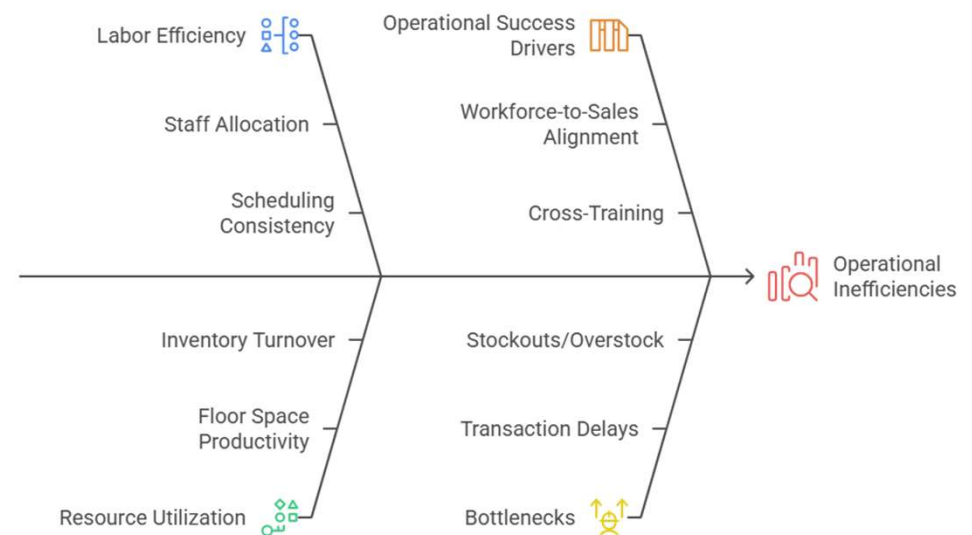 Labor Efficiency
Operational Success
Drivers
Staff Allocation
Workforce-to-Sales
Alignment
Scheduling
Consistency
Cross-Training
Operational
Inefficiencies
Inventory Turnover
Stockouts/Overstock
Floor Space
Productivity
Transaction Delays
Resource Utilization
Bottlenecks